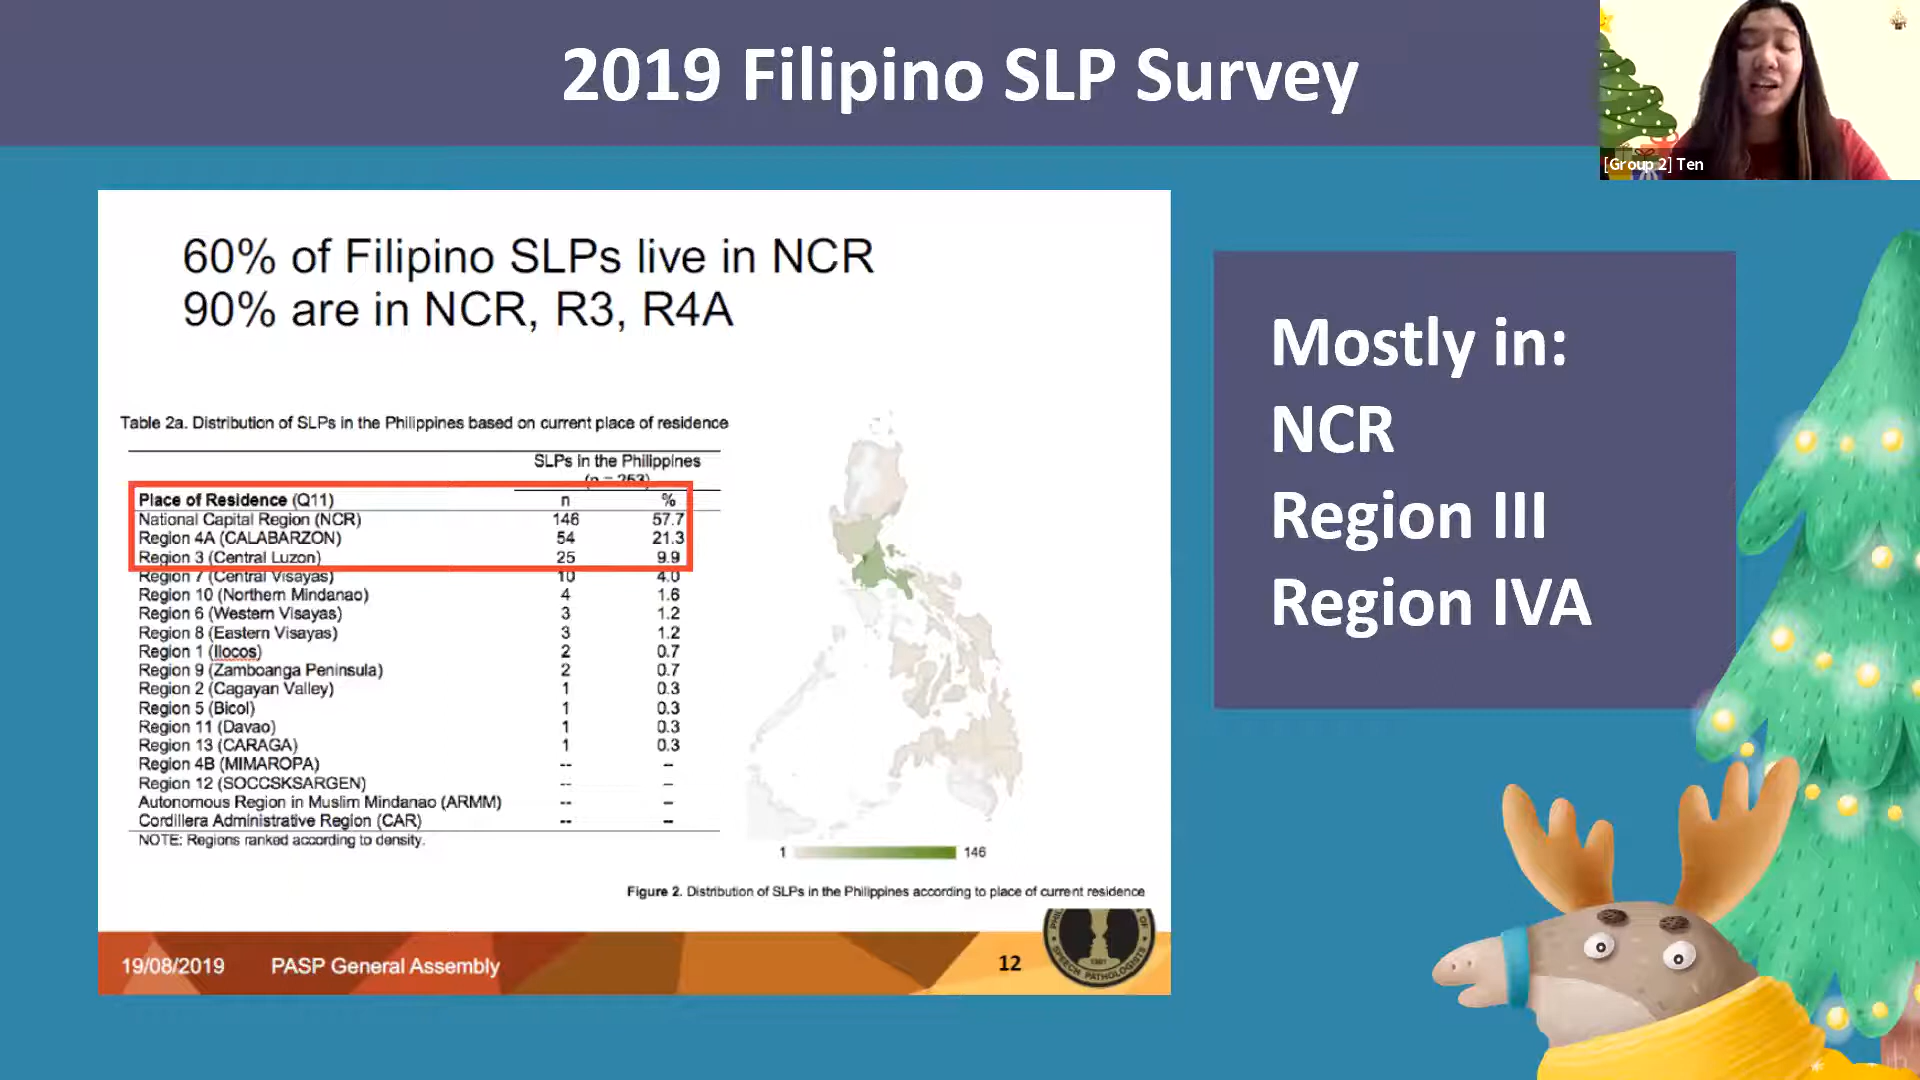 2019 Filipino SLP Survey
[Group 2] Ten
60% of Filipino SLPs live in NCR
90% are in NCR, R3, R4A
Mostly in:
NCR
Region III
Region IVA
Table 2a. Distribution of SLPs in the Philippines based on current place of residence
SLPs in the Philippines
(n = 253)
Place of Residence (Q11) n %
National Capital Region (NCR) 146 57.7
Region 4A (CALABARZON) 54 21.3
Region 3 (Central Luzon) 25 9.9
Region 7 (Central Visayas) 10 4.0
Region 10 (Northern Mindanao) 4 1.6
Region 6 (Western Visayas) 3 1.2
Region 8 (Eastern Visayas) 3 1.2
Region 1 (Ilocos) 2 0.7
Region 9 (Zamboanga Peninsula) 2 0.7
Region 2 (Cagayan Valley) 1 0.3
Region 5 (Bicol) 1 0.3
Region 11 (Davao) 1 0.3
Region 13 (CARAGA) 1 0.3
Region 4B (MIMAROPA) -- --
Region 12 (SOCCSKSARGEN) -- --
Autonomous Region in Muslim Mindanao (ARMM) -- --
Cordillera Administrative Region (CAR) -- --
NOTE: Regions ranked according to density.
1 146
Figure 2. Distribution of SLPs in the Philippines according to place of current residence
19/08/2019 PASP General Assembly 12
OF
SPEECH PATHOLOGISTS